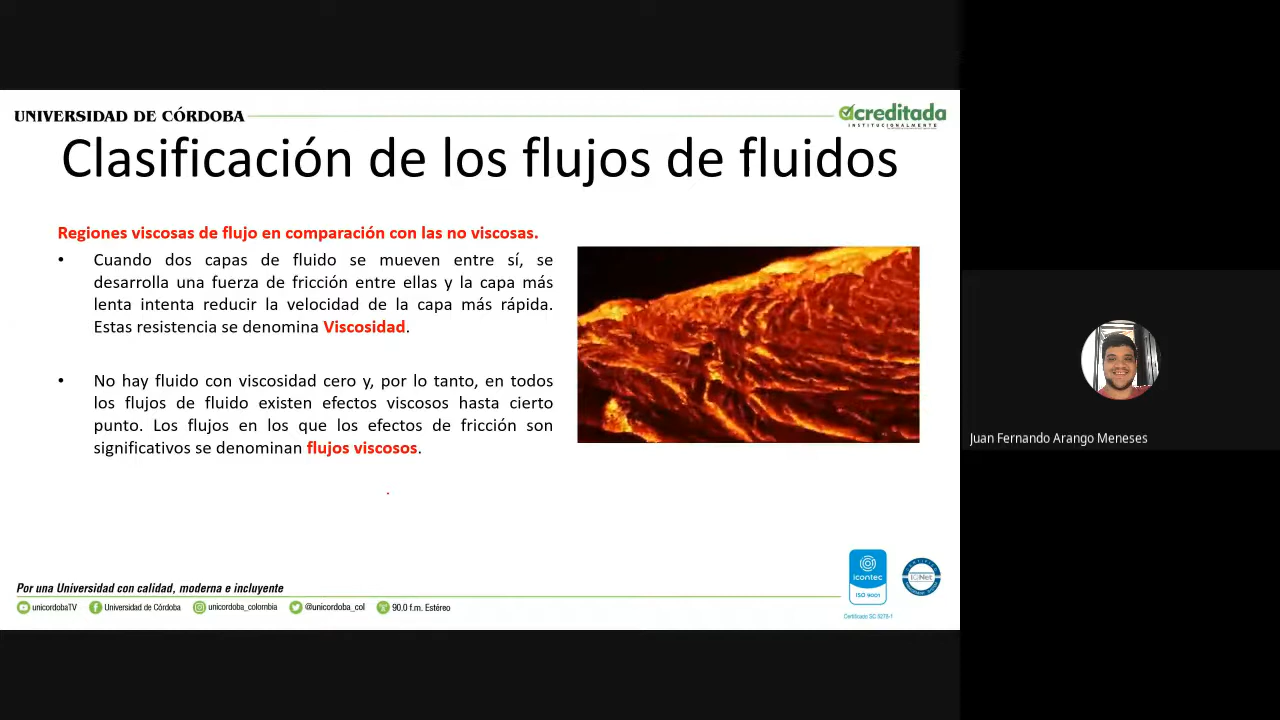 UNIVERSIDAD DE CÓRDOBA
Acreditada
INSTITUCIONALMENTE
Clasificación de los flujos de fluidos
Regiones viscosas de flujo en comparación con las no viscosas.
• Cuando dos capas de fluido se mueven entre sí, se
desarrolla una fuerza de fricción entre ellas y la capa más
lenta intenta reducir la velocidad de la capa más rápida.
Estas resistencia se denomina Viscosidad.
• No hay fluido con viscosidad cero y, por lo tanto, en todos
los flujos de fluido existen efectos viscosos hasta cierto
punto. Los flujos en los que los efectos de fricción son
significativos se denominan flujos viscosos.
Juan Fernando Arango Meneses
Por una Universidad con calidad, moderna e incluyente
unicordobaTV Universidad de Córdoba unicordoba_colombia @unicordoba_col 90.0 f.m. Estéreo
icontec
ISO 9001
IQNet
Certificado SC 5278-1